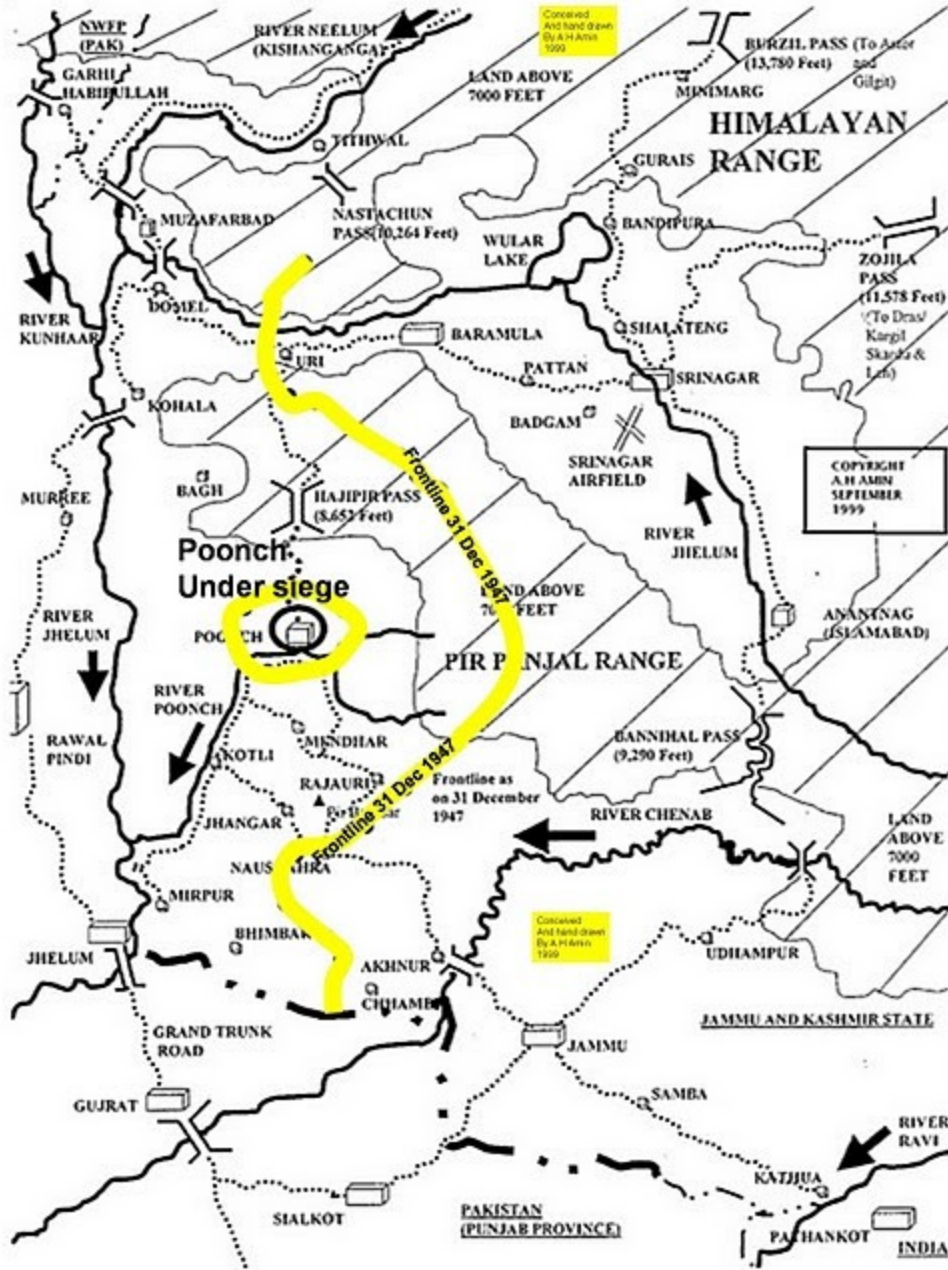 NWFP
(PAK)
RIVER NEELUM
(KISHANGANGA)
Conceived
And hand drawn
By A H Amin
1999
BURZIL PASS (To Astor
(13,780 Feet) and
Gilgit)
GARHI
HABIBULLAH
LAND ABOVE
7000 FEET
MINIMARG
HIMALAYAN
RANGE
TITHWAL
GURAIS
MUZAFARBAD
NASTACHUN
PASS(10,264 Feet)
BANDIPURA
WULAR
LAKE
ZOJILA
PASS
(11,578 Feet)
(To Dras/
Kargil
Skardu &
Leh)
DOMEL
RIVER
KUNHAAR
BARAMULA
SHALATENG
URI
PATTAN
SRINAGAR
KOHALA
BADGAM
SRINAGAR
AIRFIELD
Frontline 31 Dec 1947
COPYRIGHT
A.H AMIN
SEPTEMBER
1999
BAGH
HAJIPIR PASS
(8,652 Feet)
MURREE
RIVER
JHELUM
Poonch
Under siege
LAND ABOVE
FEET
ANANTNAG
(ISLAMABAD)
RIVER
JHELUM
POONCH
PIR PANJAL RANGE
RIVER
POONCH
RAWAL
PINDI
MENDHAR
BANNIHAL PASS
(9,290 Feet)
KOTLI
RAJAURI
Frontline as
on 31 December
1947
Frontline 31 Dec 1947
JHANGAR
RIVER CHENAB
LAND
ABOVE
7000
FEET
NAUSHAHRA
MIRPUR
BHIMBAR
Conceived
And hand drawn
By A H Amin
1999
JHELUM
AKHNUR
UDHAMPUR
CHHAMB
JAMMU AND KASHMIR STATE
GRAND TRUNK
ROAD
JAMMU
GUJRAT
SAMBA
RIVER
RAVI
KATHUA
SIALKOT
PAKISTAN
(PUNJAB PROVINCE)
PATHANKOT
INDIA